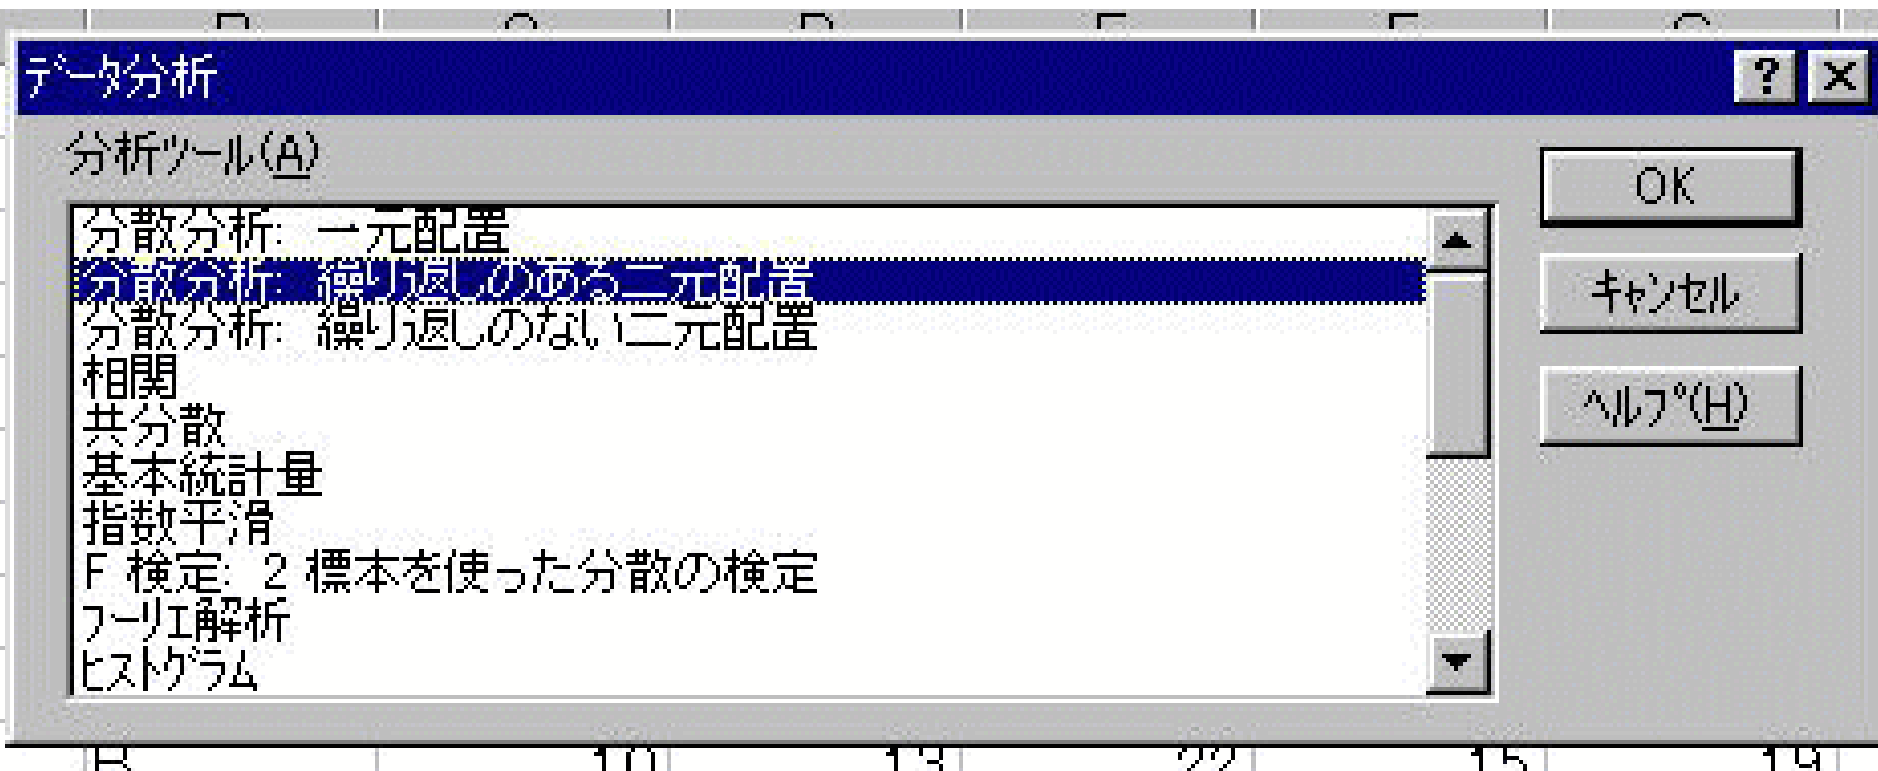 データ分析
分析ツール(A)
分散分析: 一元配置
分散分析: 繰り返しのある二元配置
分散分析: 繰り返しのない二元配置
相関
共分散
基本統計量
指数平滑
F 検定: 2 標本を使った分散の検定
フーリエ解析
ヒストグラム
OK
キャンセル
ヘルプ(H)